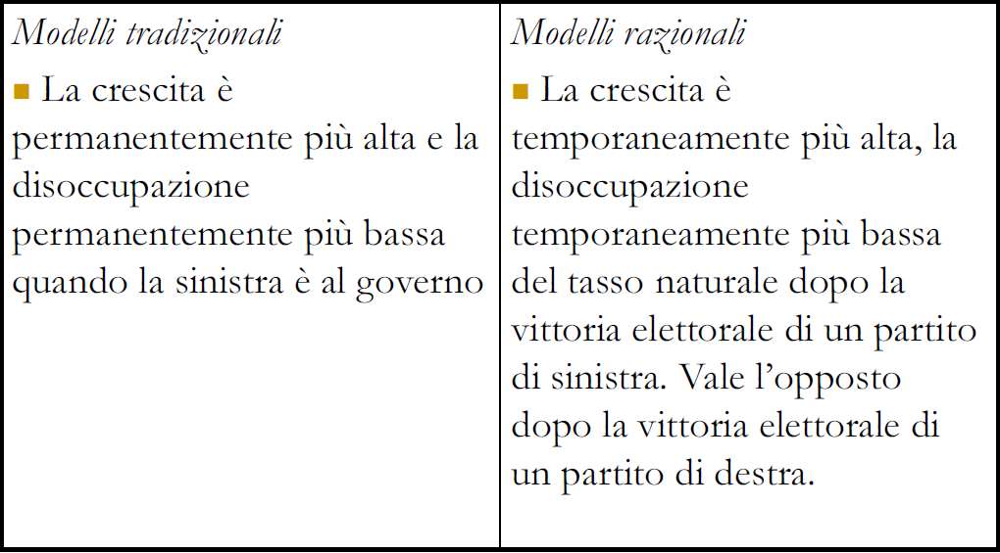 Modelli tradizionali
■ La crescita è
permanentemente più alta e la
disoccupazione
permanentemente più bassa
quando la sinistra è al governo
Modelli razionali
■ La crescita è
temporaneamente più alta, la
disoccupazione
temporaneamente più bassa
del tasso naturale dopo la
vittoria elettorale di un partito
di sinistra. Vale l’opposto
dopo la vittoria elettorale di
un partito di destra.